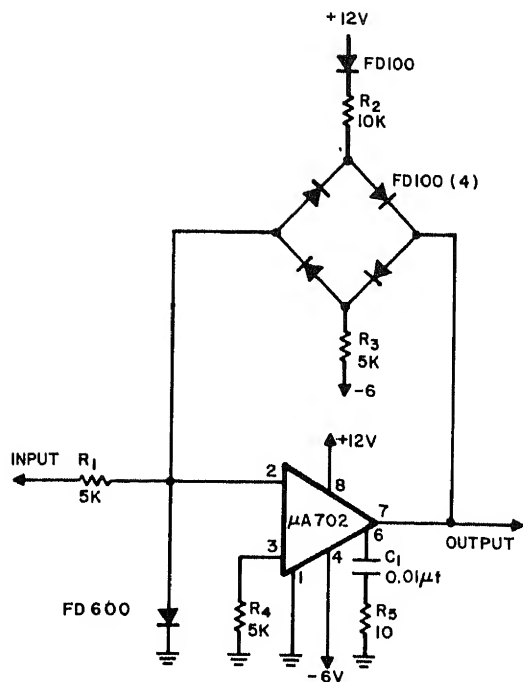 +12V
FD100
R2
10K
FD100 (4)
R3
5K
-6
+12V
INPUT
R1
5K
2
8
μA702
7
6
OUTPUT
3
1
4
C1
0.01μf
FD600
R4
5K
R5
10
-6V